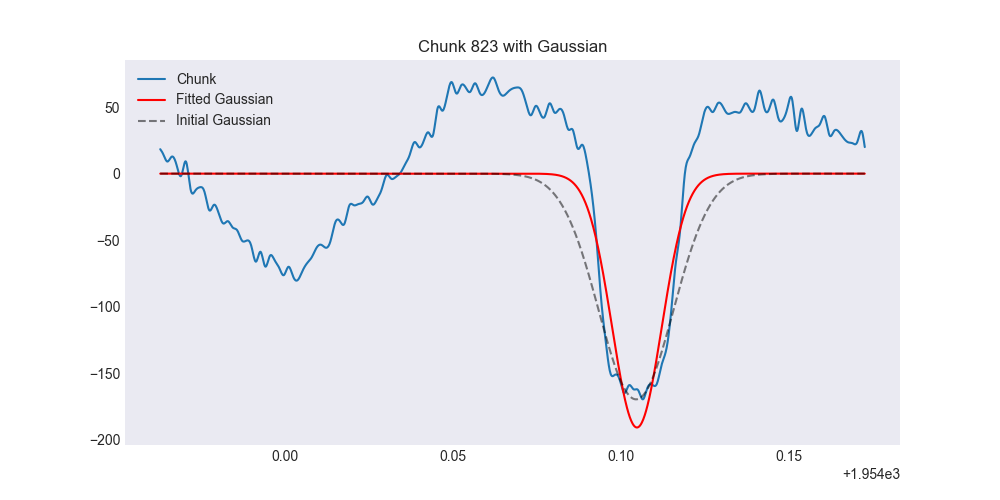 Chunk 823 with Gaussian
Chunk
Fitted Gaussian
Initial Gaussian
50
0
−50
−100
−150
−200
0.00 0.05 0.10 0.15
+1.954e3